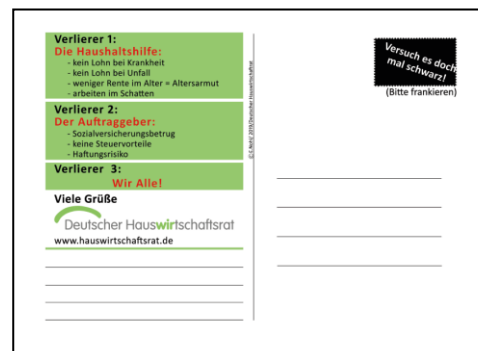 Verlierer 1:
Die Haushaltshilfe:
- kein Lohn bei Krankheit
- kein Lohn bei Unfall
- weniger Rente im Alter = Altersarmut
- arbeiten im Schatten
Verlierer 2:
Der Auftraggeber:
- Sozialversicherungsbetrug
- keine Steuervorteile
- Haftungsrisiko
Verlierer 3:
Wir Alle!
Viele Grüße
Deutscher Hauswirtschaftsrat
www.hauswirtschaftsrat.de
Versuch es doch
mal schwarz!
(Bitte frankieren)